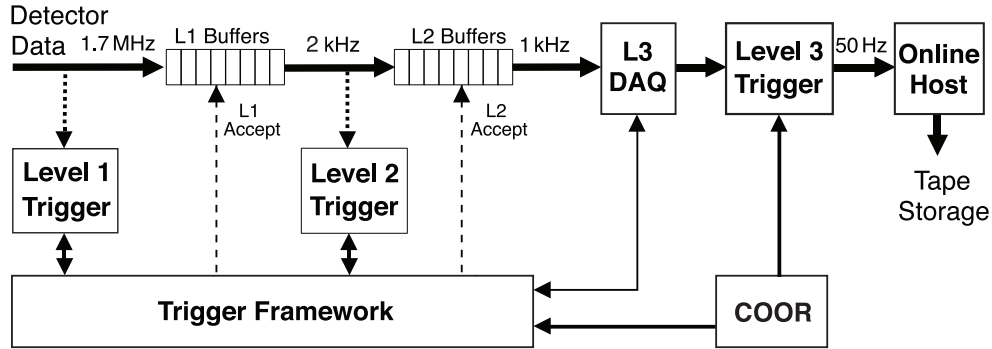 Detector
Data
1.7 MHz
L1 Buffers
2 kHz
L2 Buffers
1 kHz
L3
DAQ
Level 3
Trigger
50 Hz
Online
Host
L1
Accept
L2
Accept
Level 1
Trigger
Level 2
Trigger
Tape
Storage
Trigger Framework
COOR